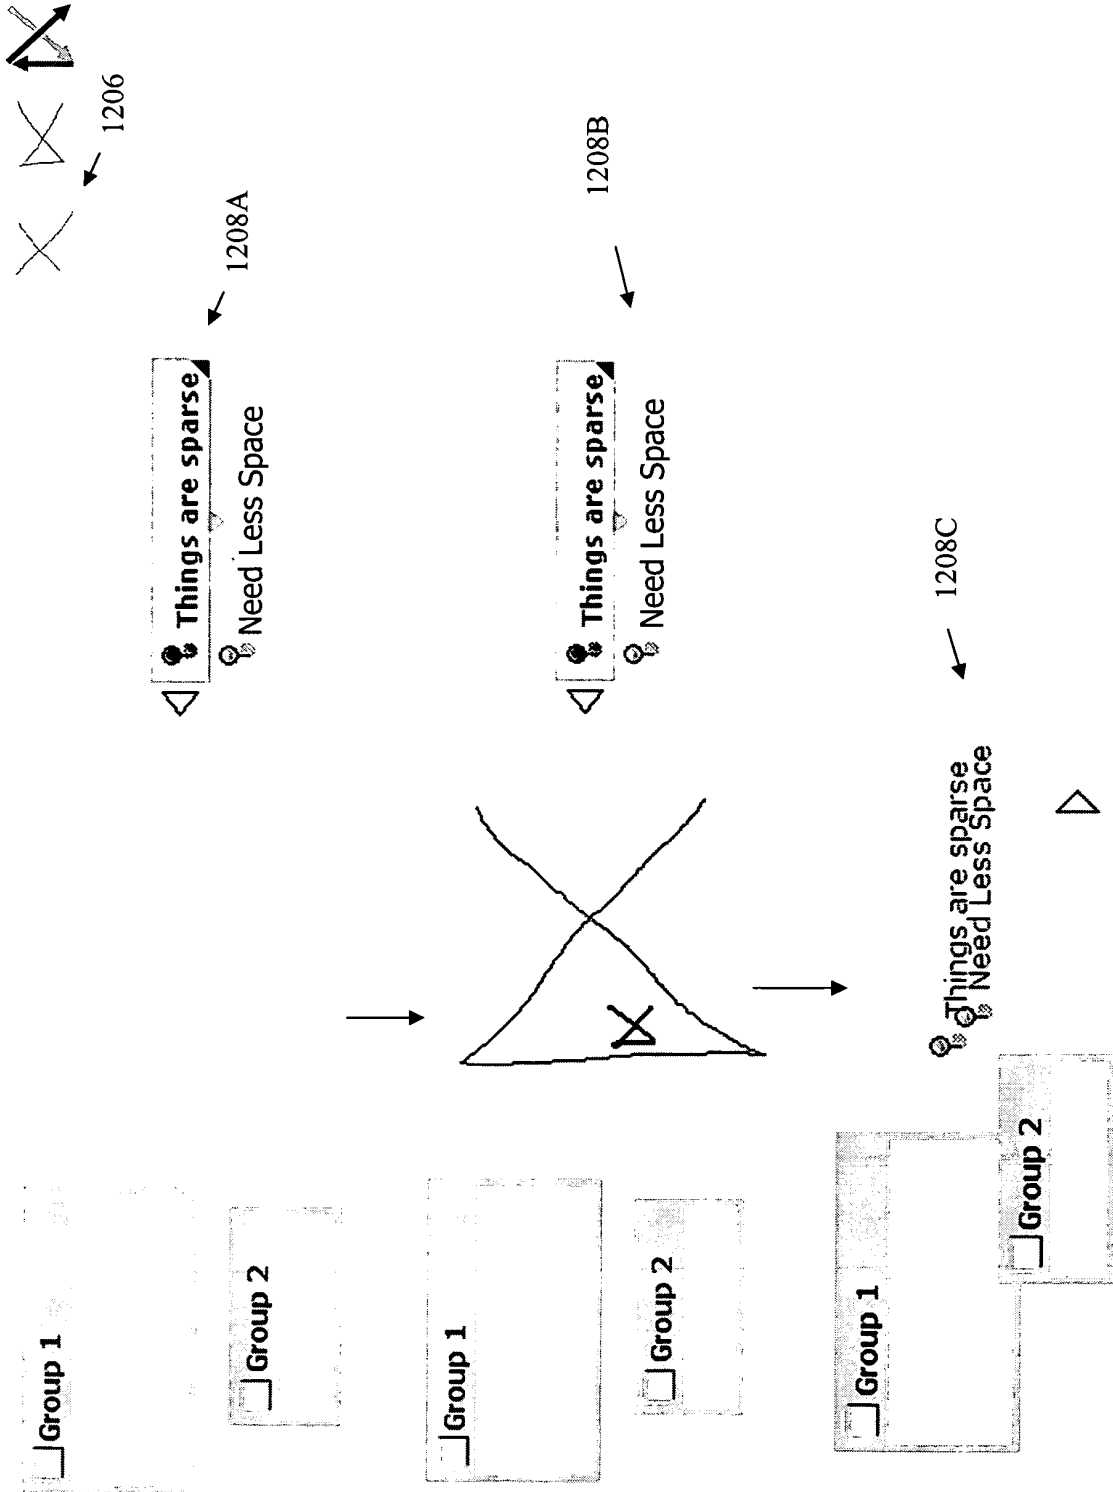 1206
1208A
Things are sparse
Need Less Space
Group 1
Group 2
1208B
Things are sparse
Need Less Space
Group 1
Group 2
1208C
Things are sparse
Need Less Space
Group 1
Group 2